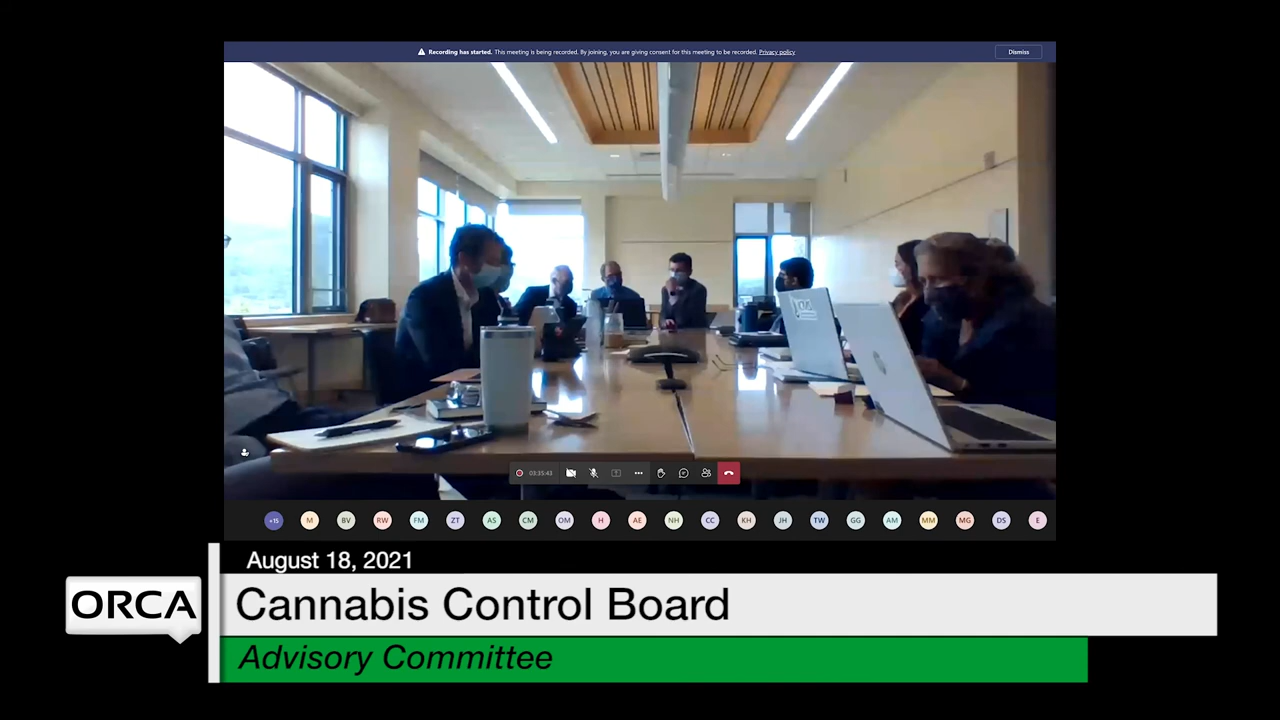 Recording has started. This meeting is being recorded. By joining, you are giving consent for this meeting to be recorded. Privacy policy
Dismiss
03:35:43
+15 M BV RW FM ZT AS CM OM H AE NH CC KH JH TW GG AM MM MG DS E
August 18, 2021
ORCA
Cannabis Control Board
Advisory Committee